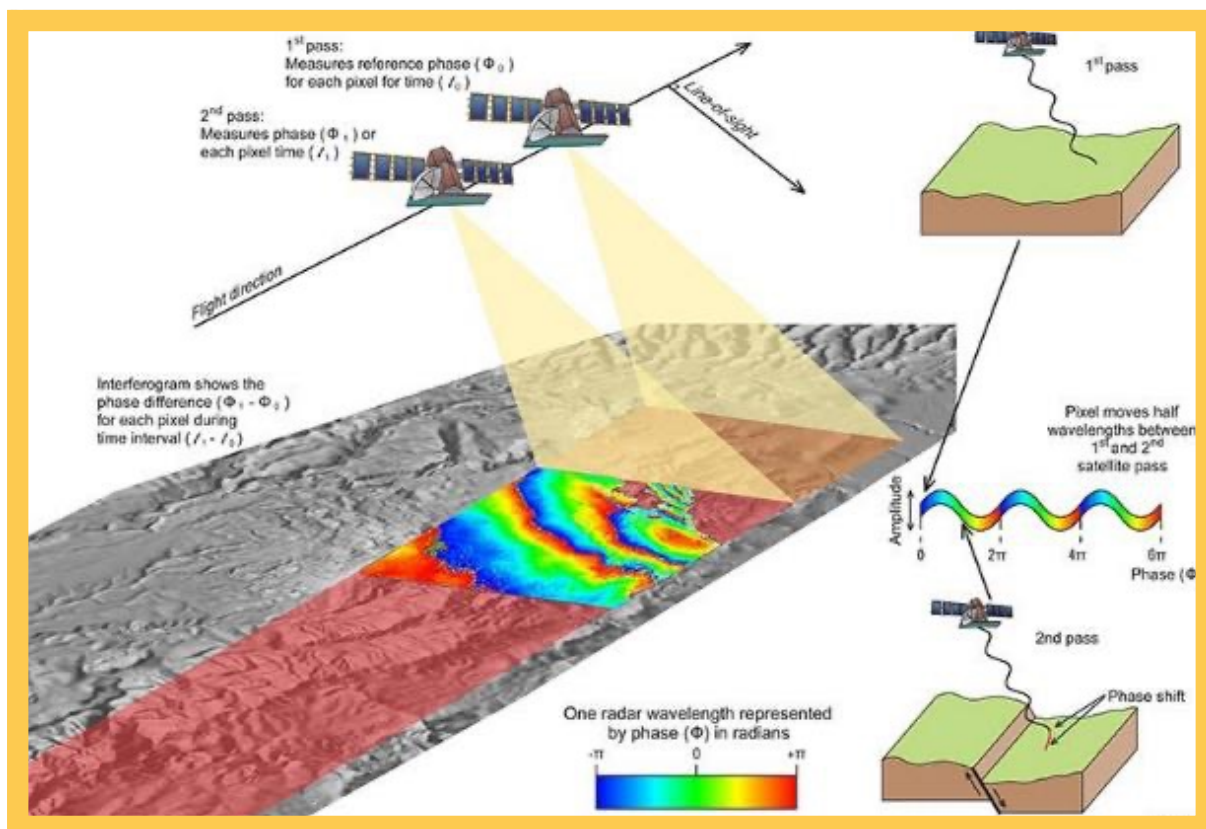 1st pass:
Measures reference phase (Φ0)
for each pixel for time (t0)
2nd pass:
Measures phase (Φ1) or
each pixel time (t1)
Line-of-sight
Flight direction
1st pass
Interferogram shows the
phase difference (Φ1 - Φ0)
for each pixel during
time interval (t1 - t0)
Pixel moves half
wavelengths between
1st and 2nd
satellite pass
Amplitude
0 2π 4π 6π
Phase (Φ
2nd pass
Phase shift
One radar wavelength represented
by phase (Φ) in radians
-π 0 +π